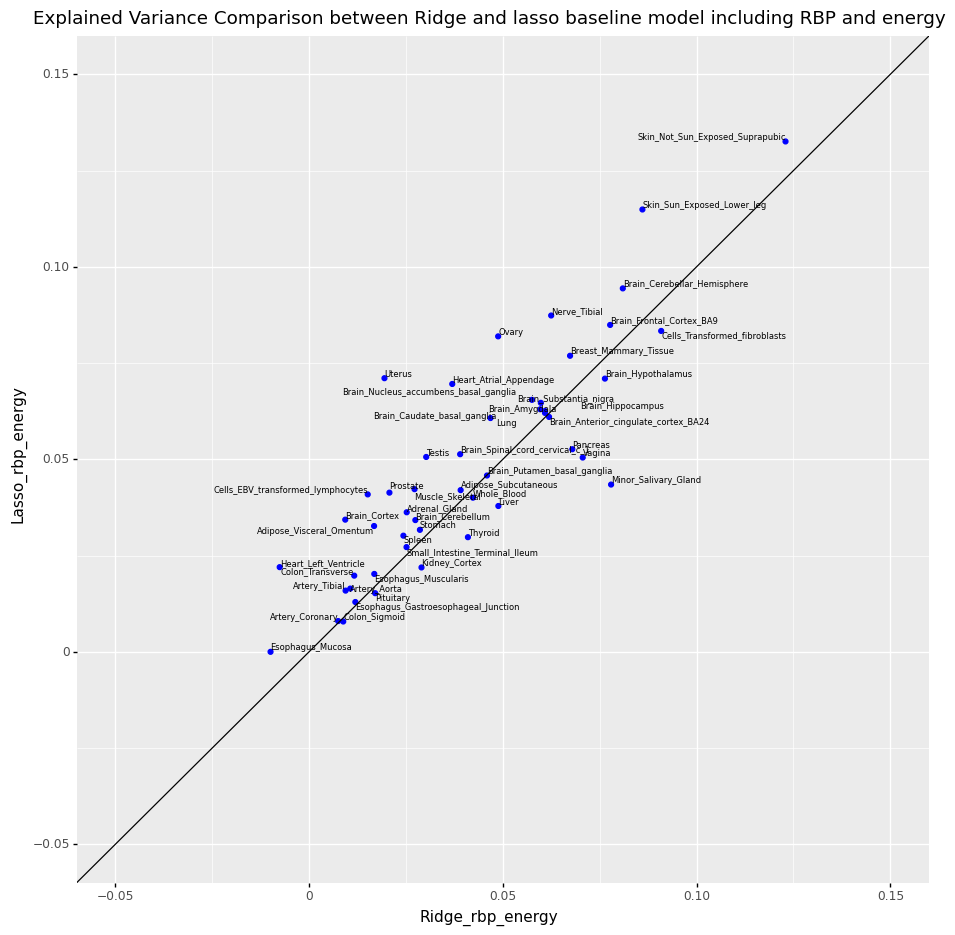 Explained Variance Comparison between Ridge and lasso baseline model including RBP and energy
0.15
Skin_Not_Sun_Exposed_Suprapubic
Skin_Sun_Exposed_Lower_leg
0.10
Brain_Cerebellar_Hemisphere
Nerve_Tibial
Brain_Frontal_Cortex_BA9
Ovary
Cells_Transformed_fibroblasts
Breast_Mammary_Tissue
Uterus
Heart_Atrial_Appendage
Brain_Hypothalamus
Brain_Nucleus_accumbens_basal_ganglia
Brain_Substantia_nigra
Brain_Amygdala
Brain_Hippocampus
Brain_Caudate_basal_ganglia
Lung
Brain_Anterior_cingulate_cortex_BA24
Pancreas
Testis
Vagina
0.05
Brain_Putamen_basal_ganglia
Minor_Salivary_Gland
Cells_EBV_transformed_lymphocytes
Prostate
Adipose_Subcutaneous
Muscle_Skeletal
Whole_Blood
Liver
Adrenal_Gland
Brain_Cortex
Brain_Cerebellum
Adipose_Visceral_Omentum
Stomach
Spleen
Thyroid
Small_Intestine_Terminal_Ileum
Heart_Left_Ventricle
Kidney_Cortex
Colon_Transverse
Esophagus_Muscularis
Artery_Tibial
Artery_Aorta
Pituitary
Esophagus_Gastroesophageal_Junction
Artery_Coronary
Colon_Sigmoid
Esophagus_Mucosa
0
−0.05
−0.05
0
0.05
0.10
0.15
Ridge_rbp_energy
Lasso_rbp_energy